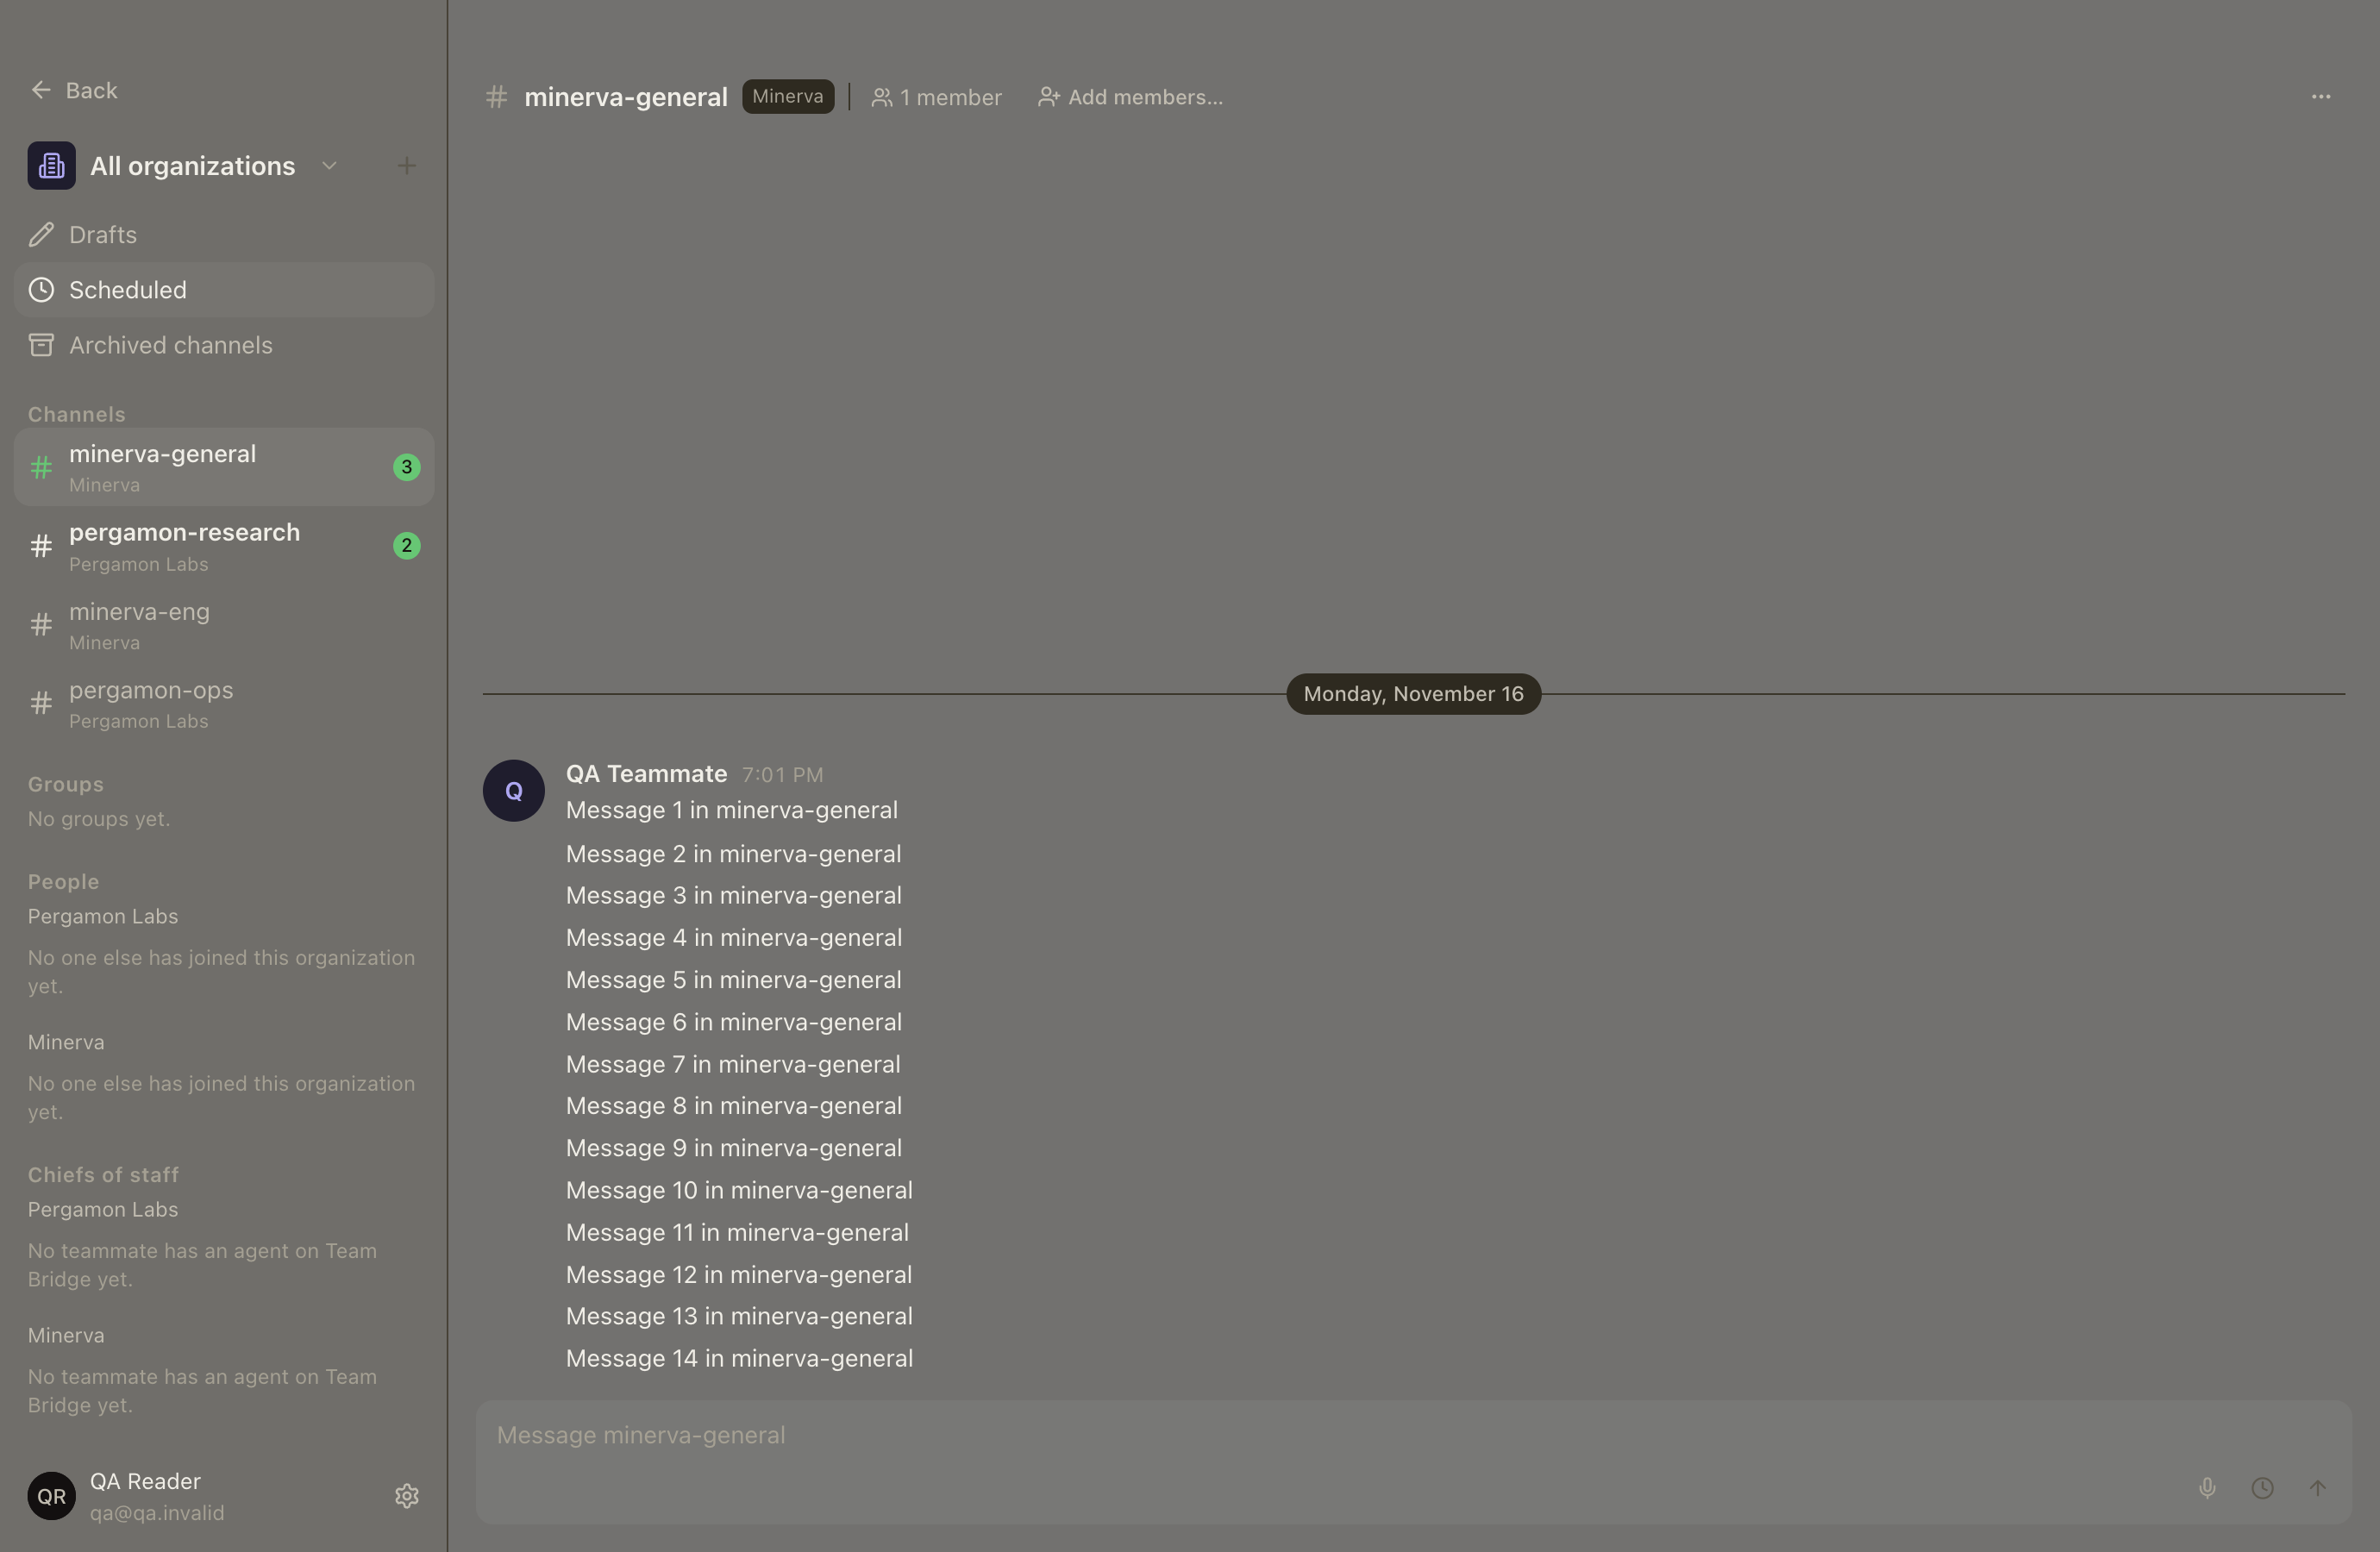 Back
All organizations
Drafts
Scheduled
Archived channels
Channels
minerva-general
Minerva
3
pergamon-research
Pergamon Labs
2
minerva-eng
Minerva
pergamon-ops
Pergamon Labs
Groups
No groups yet.
People
Pergamon Labs
No one else has joined this organization
yet.
Minerva
No one else has joined this organization
yet.
Chiefs of staff
Pergamon Labs
No teammate has an agent on Team
Bridge yet.
Minerva
No teammate has an agent on Team
Bridge yet.
QR
QA Reader
qa@qa.invalid
# minerva-general Minerva 1 member Add members...
Monday, November 16
Q
QA Teammate 7:01 PM
Message 1 in minerva-general
Message 2 in minerva-general
Message 3 in minerva-general
Message 4 in minerva-general
Message 5 in minerva-general
Message 6 in minerva-general
Message 7 in minerva-general
Message 8 in minerva-general
Message 9 in minerva-general
Message 10 in minerva-general
Message 11 in minerva-general
Message 12 in minerva-general
Message 13 in minerva-general
Message 14 in minerva-general
Message minerva-general